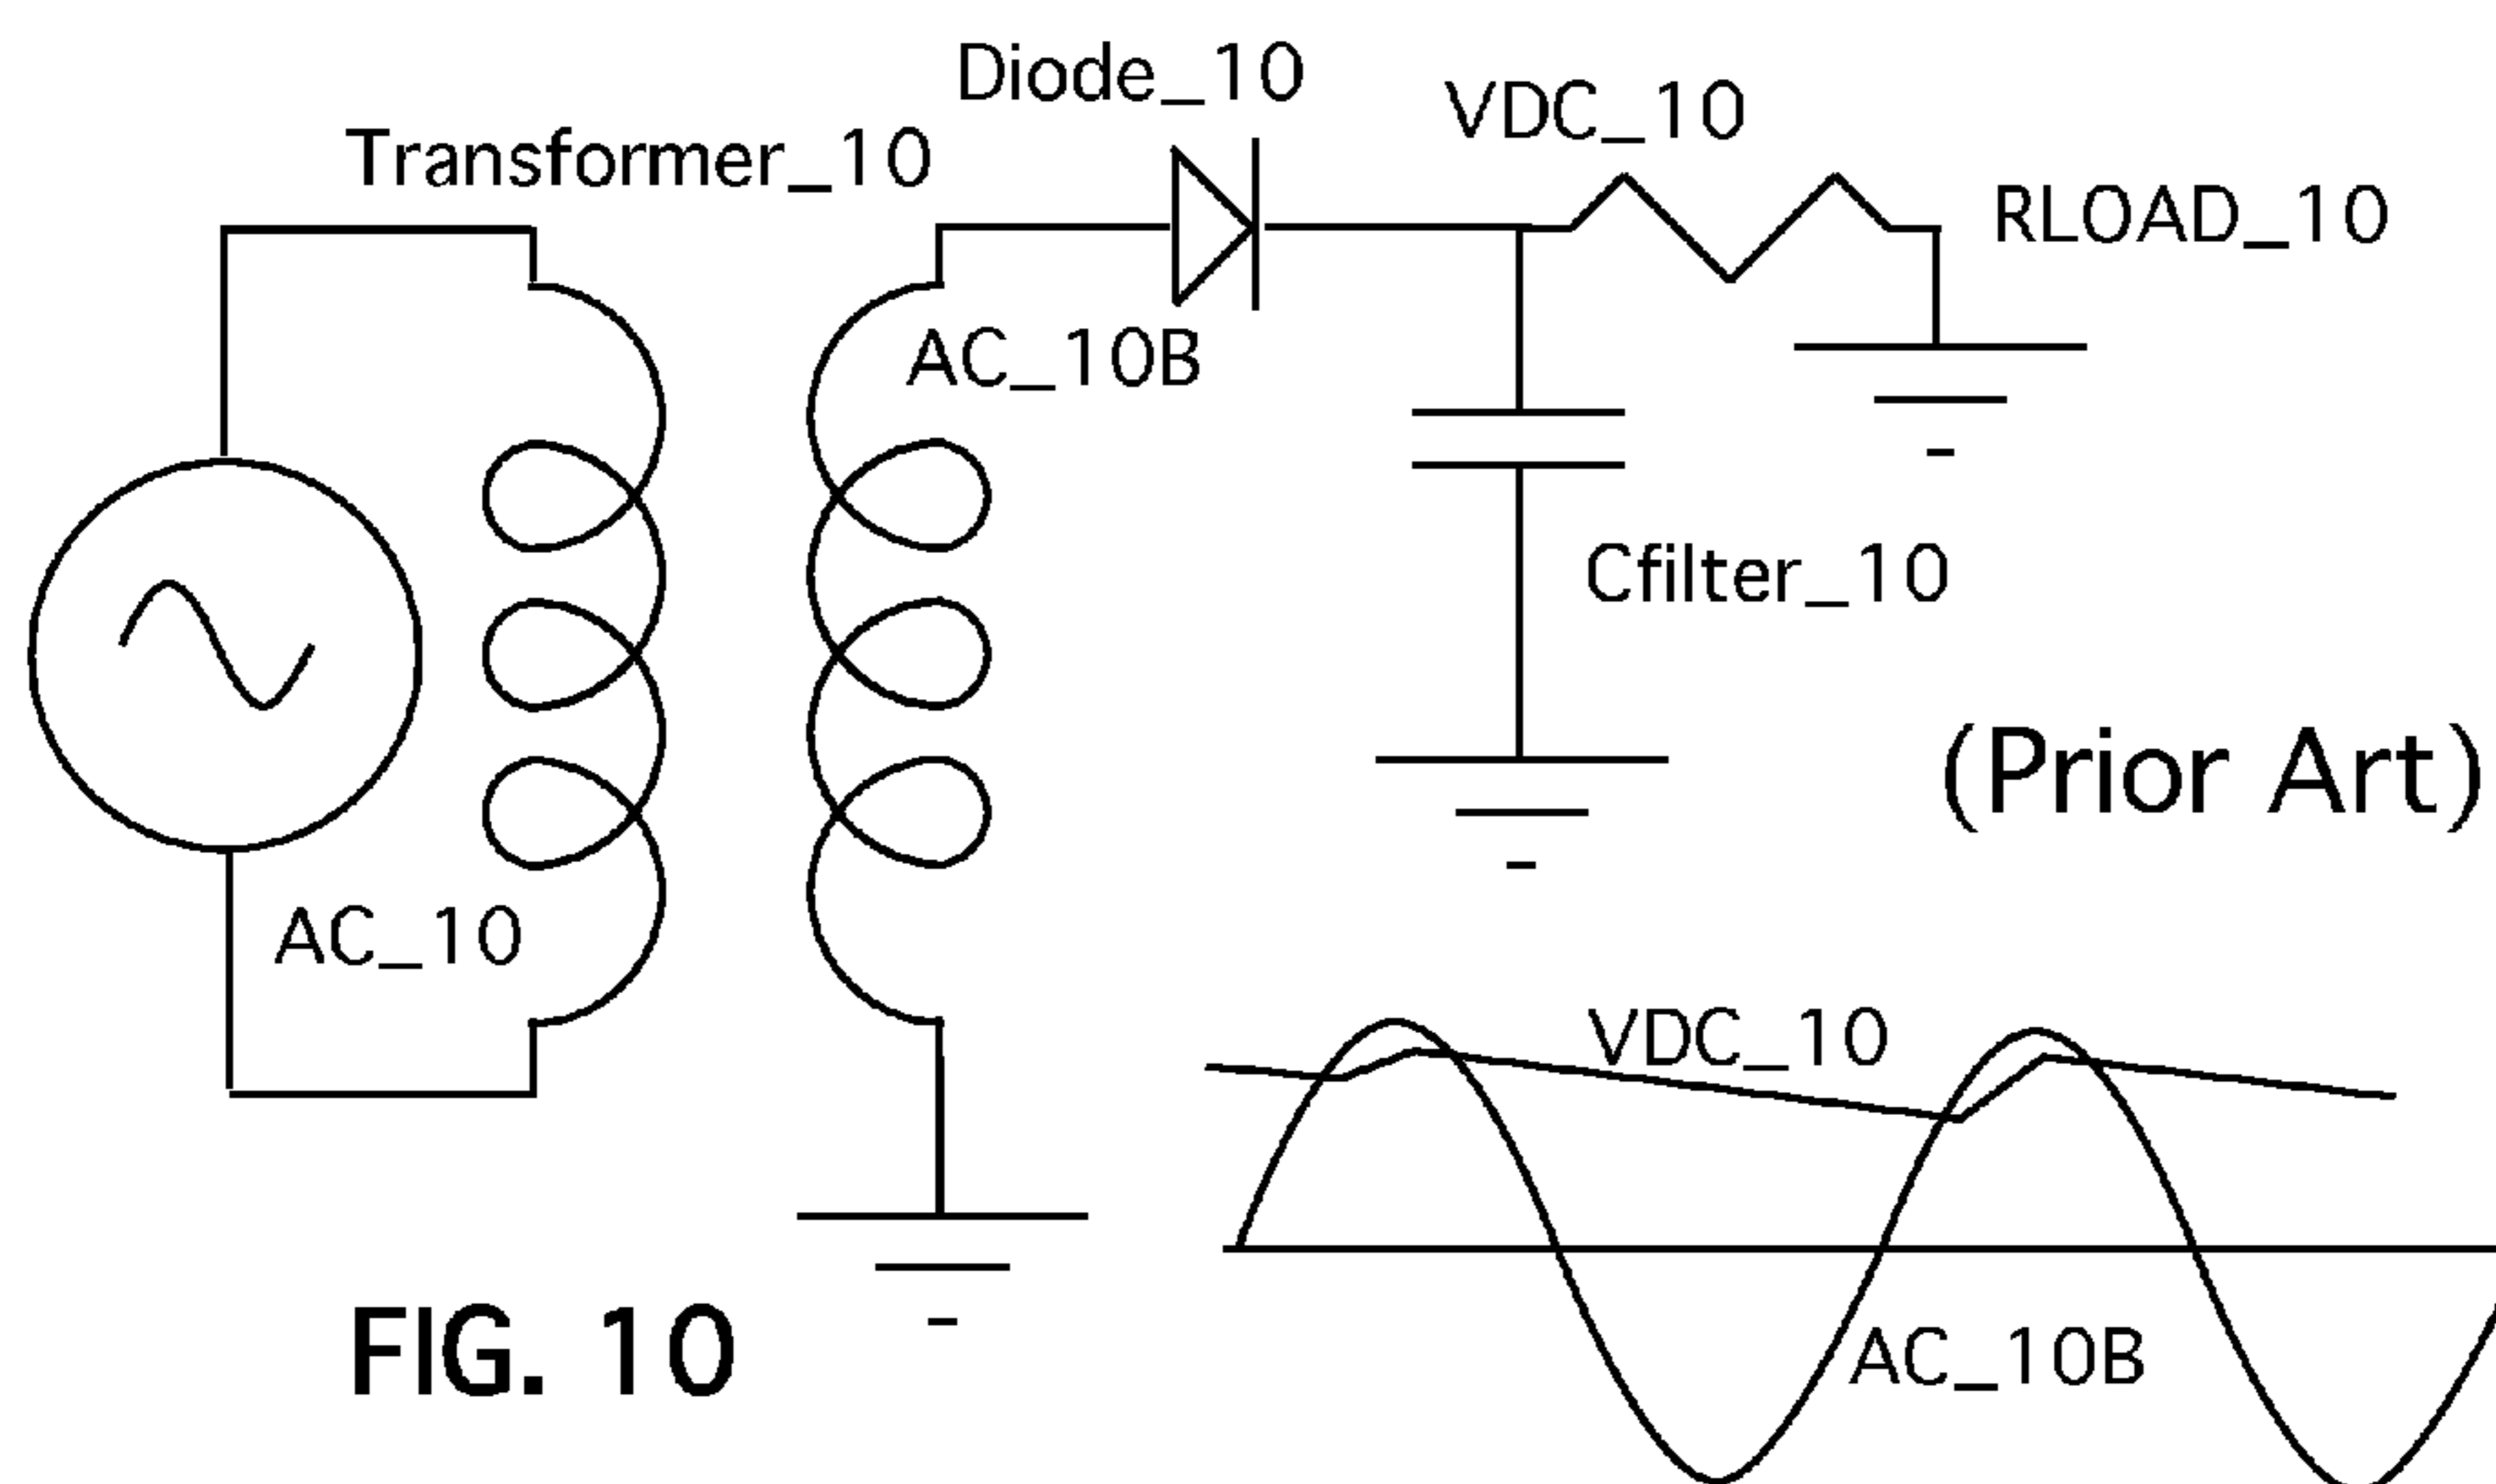 Diode_10
VDC_10
Transformer_10
RLOAD_10
AC_10B
Cfilter_10
(Prior Art)
AC_10
VDC_10
FIG. 10
AC_10B